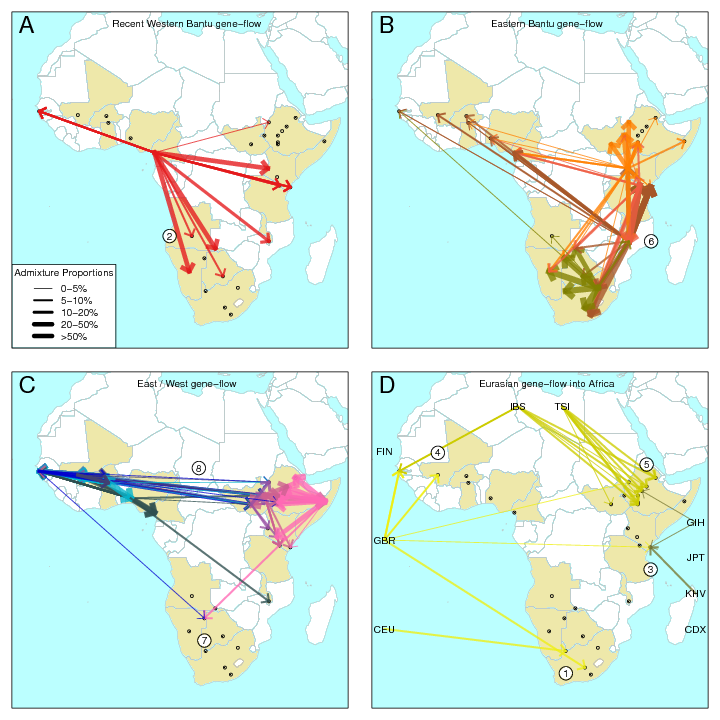 A
Recent Western Bantu gene-flow
2
Admixture Proportions
0-5%
5-10%
10-20%
20-50%
>50%
B
Eastern Bantu gene-flow
6
C
East / West gene-flow
8
7
D
Eurasian gene-flow into Africa
IBS
TSI
FIN
4
5
GIH
GBR
JPT
3
KHV
CEU
CDX
1